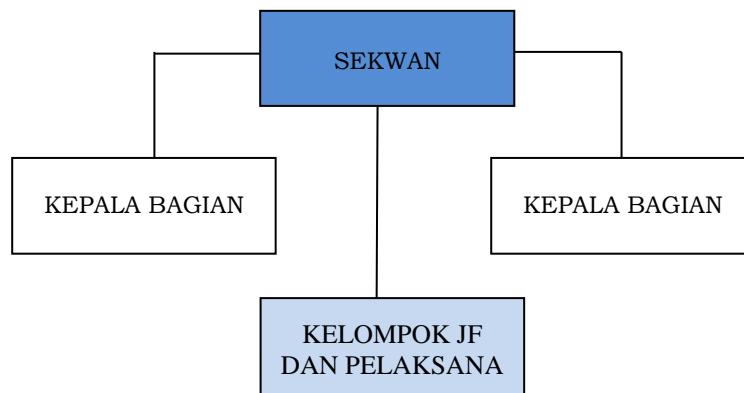 SEKWAN
KEPALA BAGIAN
KEPALA BAGIAN
KELOMPOK JF
DAN PELAKSANA